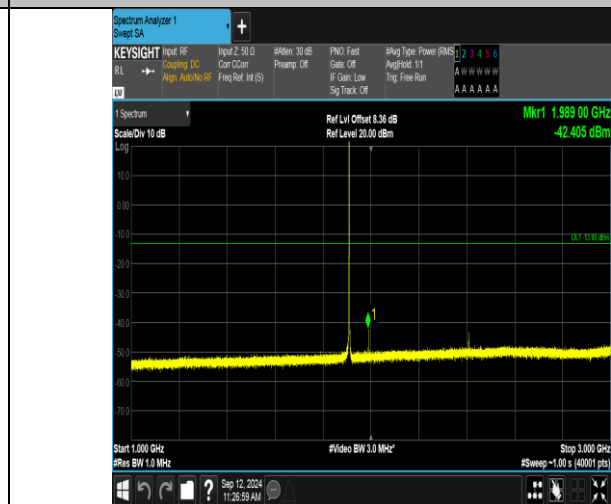 Spectrum Analyzer 1
Swept SA
+
KEYSIGHT
RL
LXI
Input: RF
Coupling: DC
Align: Auto/No RF
Input Z: 50 Ω
Corr CCorr
Freq Ref: Int (S)
#Atten: 30 dB
Preamp: Off
PNO: Fast
Gate: Off
IF Gain: Low
Sig Track: Off
#Avg Type: Power (RMS
Avg|Hold: 1/1
Trig: Free Run
1 2 3 4 5 6
A W W W W W
A A A A A A
1 Spectrum
Scale/Div 10 dB
Log
Ref Lvl Offset 8.36 dB
Ref Level 20.00 dBm
Mkr1 1.989 00 GHz
-42.405 dBm
10.0
0.00
-10.0
DL1 -13.00 dBm
-20.0
-30.0
1
-40.0
-50.0
-60.0
-70.0
Start 1.000 GHz
#Res BW 1.0 MHz
#Video BW 3.0 MHz*
Stop 3.000 GHz
#Sweep ~1.00 s (40001 pts)
?
Sep 12, 2024
11:26:59 AM